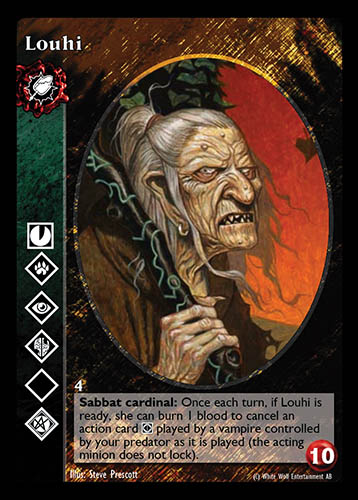 Louhi
4
Sabbat cardinal: Once each turn, if Louhi is
ready, she can burn 1 blood to cancel an
action card played by a vampire controlled
by your predator as it is played (the acting
minion does not lock).
10
Illus: Steve Prescott
(c) White Wolf Entertainment AB